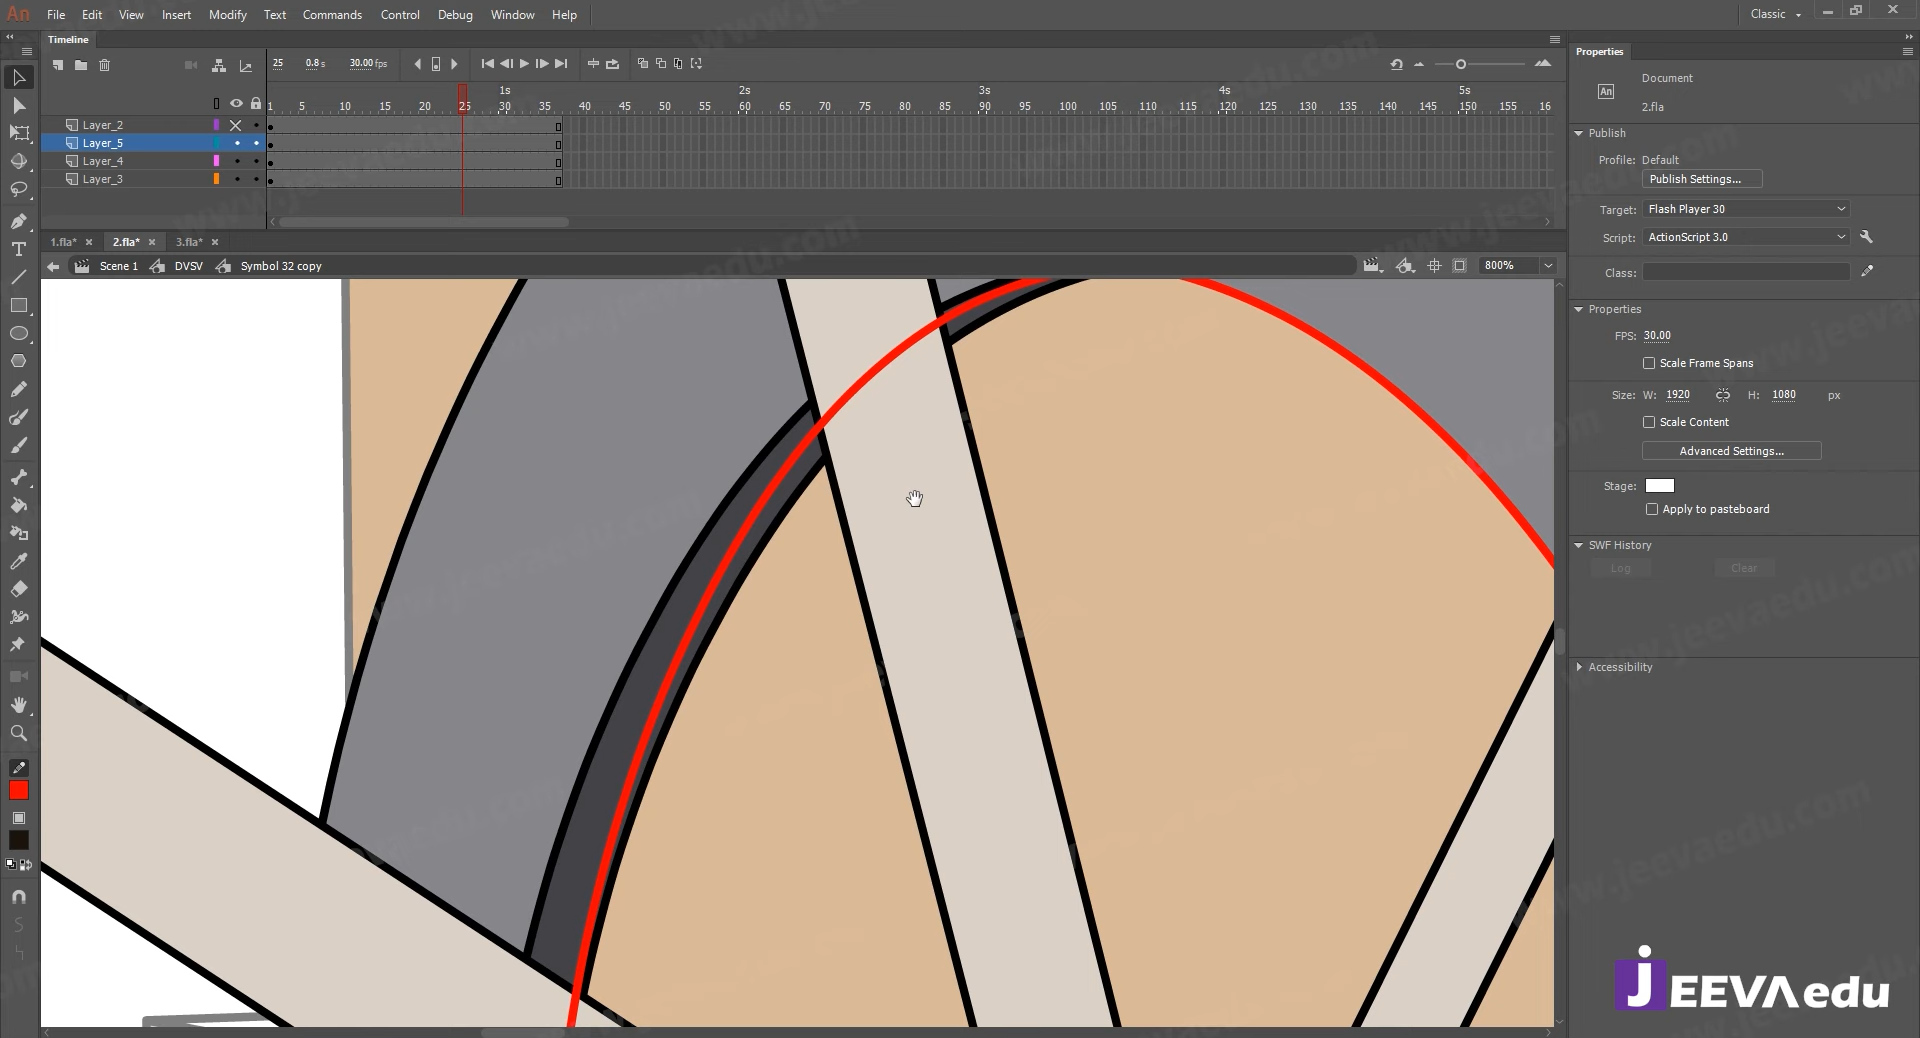 An File Edit View Insert Modify Text Commands Control Debug Window Help Classic
Timeline
25 0.8 s 30.00 fps
1s 2s 3s 4s 5s
1 5 10 15 20 25 30 35 40 45 50 55 60 65 70 75 80 85 90 95 100 105 110 115 120 125 130 135 140 145 150 155 16
Layer_2
Layer_5
Layer_4
Layer_3
1.fla* 2.fla* 3.fla*
Scene 1 DVSV Symbol 32 copy 800%
Properties
An Document
2.fla
Publish
Profile: Default
Publish Settings...
Target: Flash Player 30
Script: ActionScript 3.0
Class:
Properties
FPS: 30.00
Scale Frame Spans
Size: W: 1920 H: 1080 px
Scale Content
Advanced Settings...
Stage:
Apply to pasteboard
SWF History
Log Clear
Accessibility
JEEVA edu
www.jeevaedu.com